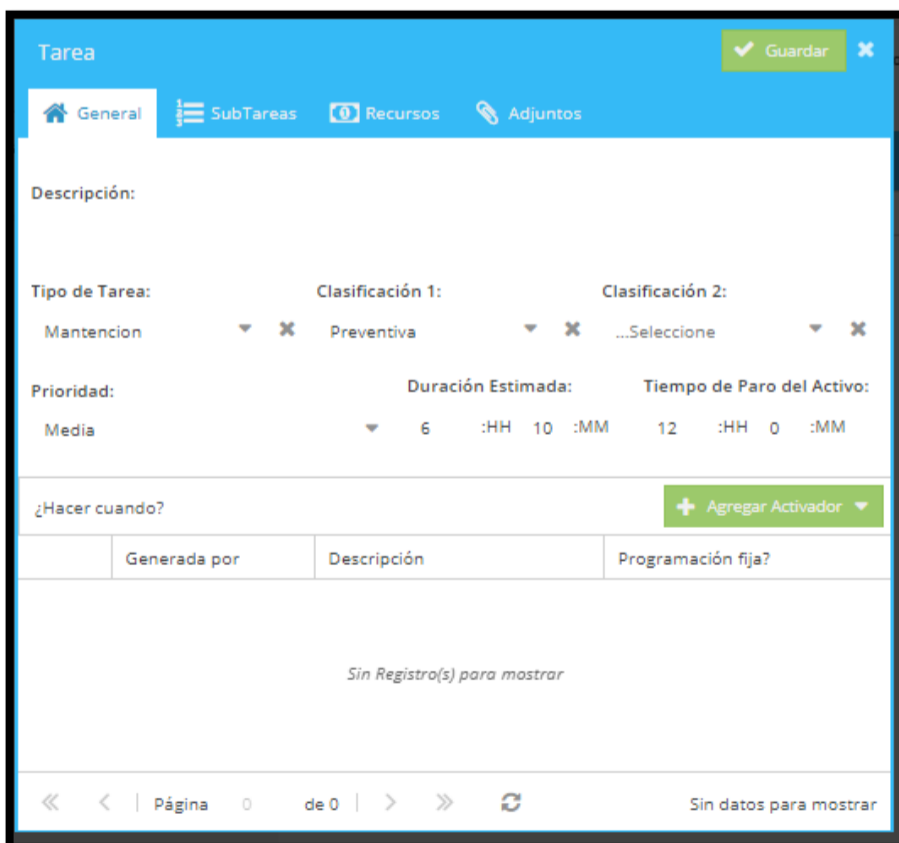 Tarea Guardar
General SubTareas Recursos Adjuntos
Descripción:
Tipo de Tarea: Clasificación 1: Clasificación 2:
Mantencion Preventiva ...Seleccione
Prioridad: Duración Estimada: Tiempo de Paro del Activo:
Media 6 :HH 10 :MM 12 :HH 0 :MM
¿Hacer cuando? Agregar Activador
Generada por Descripción Programación fija?
Sin Registro(s) para mostrar
Página 0 de 0 Sin datos para mostrar